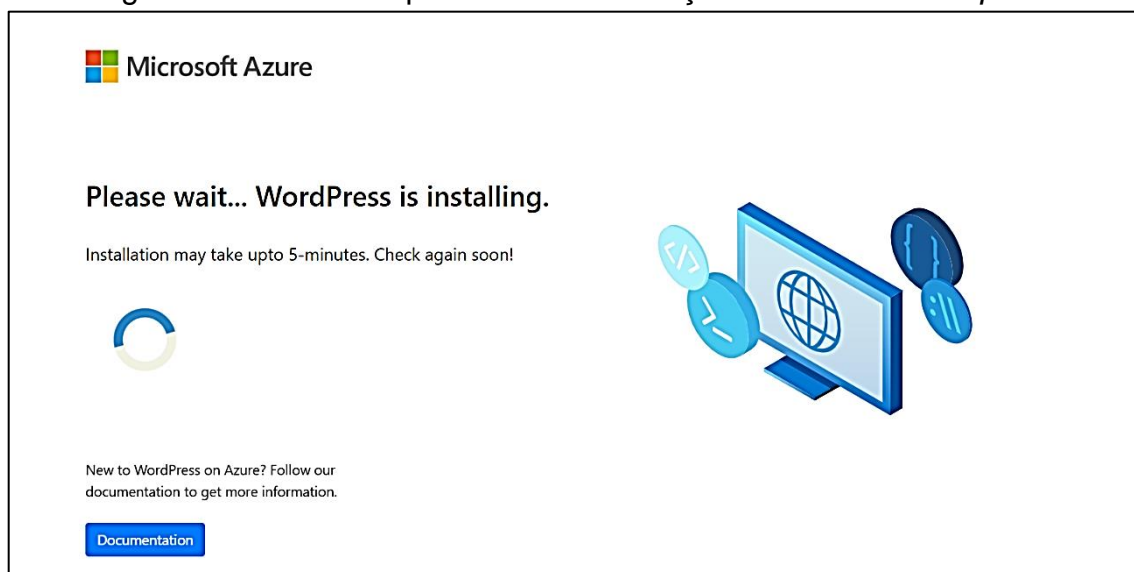 Microsoft Azure
Please wait... WordPress is installing.
Installation may take upto 5-minutes. Check again soon!
New to WordPress on Azure? Follow our
documentation to get more information.
Documentation